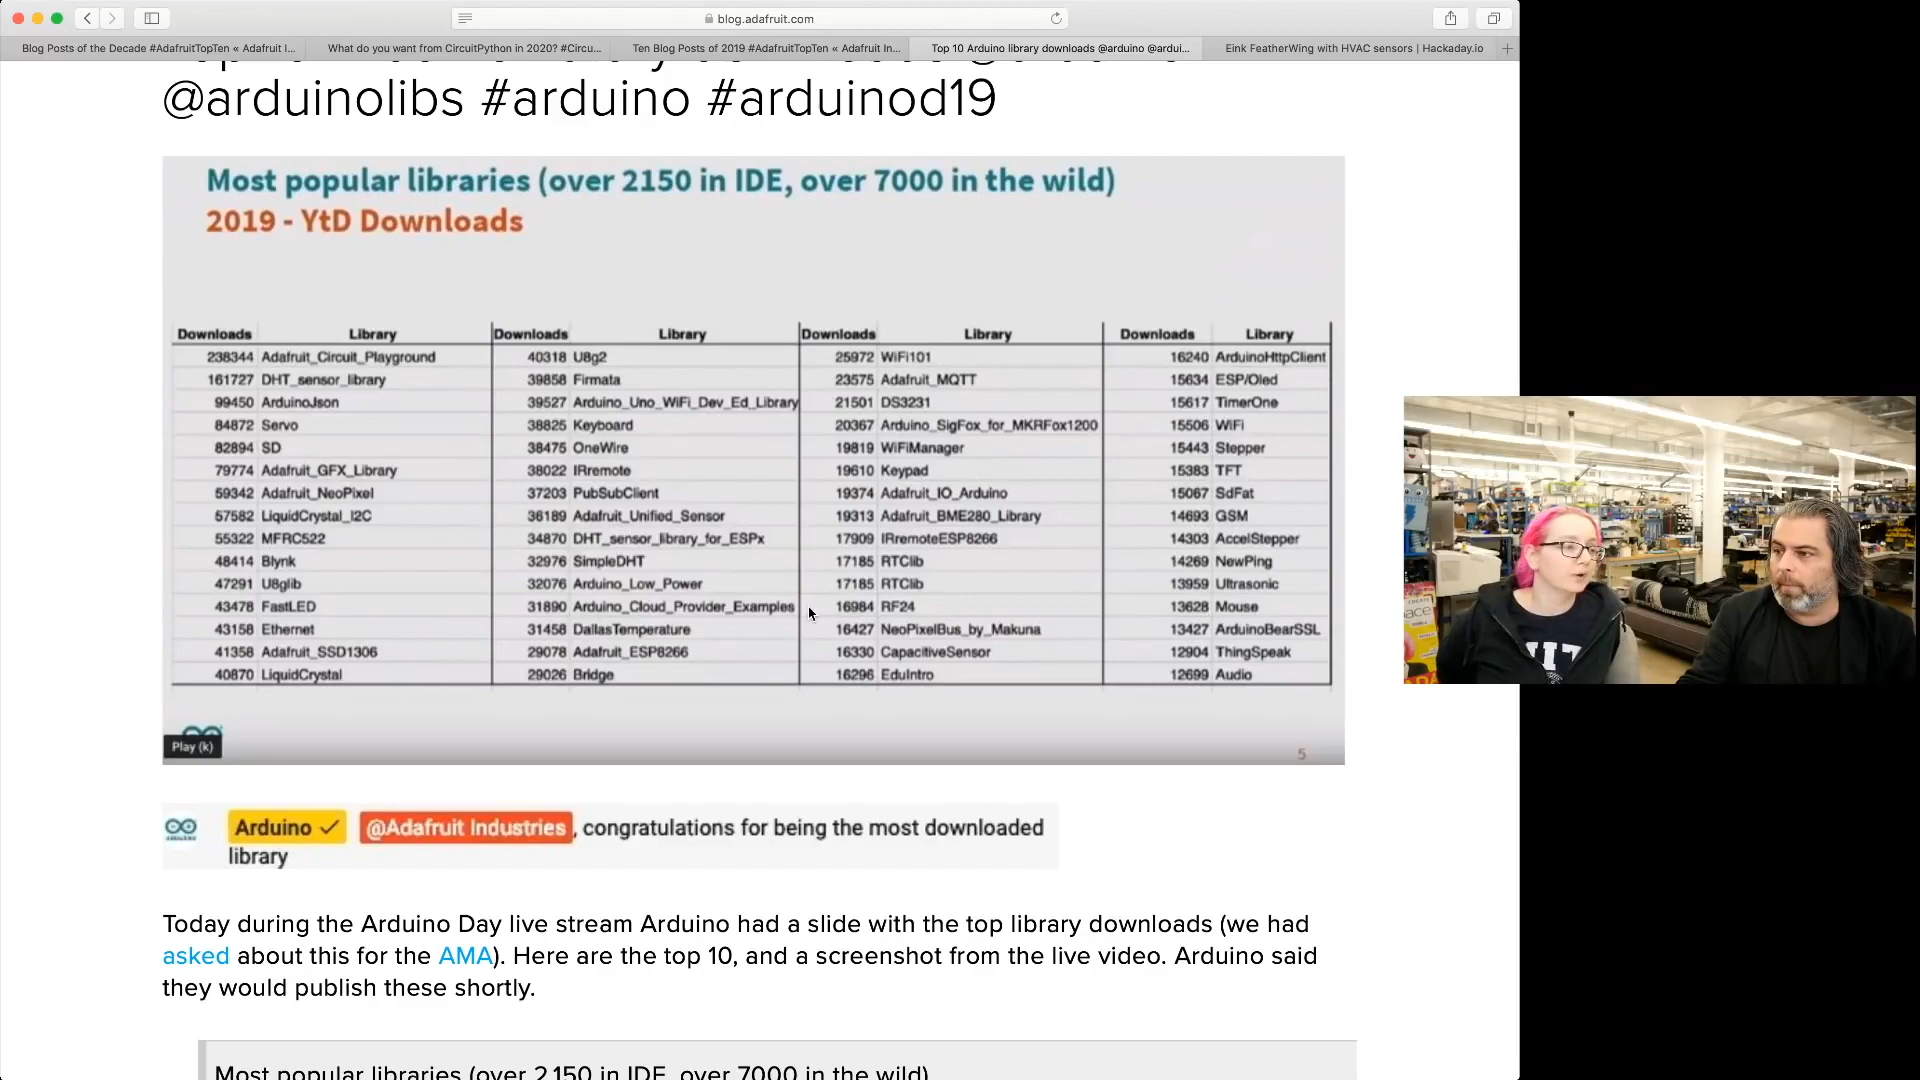 blog.adafruit.com
Blog Posts of the Decade #AdafruitTopTen « Adafruit I...
What do you want from CircuitPython in 2020? #Circu...
Ten Blog Posts of 2019 #AdafruitTopTen « Adafruit In...
Top 10 Arduino library downloads @arduino @ardui...
Eink FeatherWing with HVAC sensors | Hackaday.io
@arduinolibs #arduino #arduinod19
Most popular libraries (over 2150 in IDE, over 7000 in the wild)
2019 - YtD Downloads
Downloads Library Downloads Library Downloads Library Downloads Library
238344 Adafruit_Circuit_Playground 40318 U8g2 25972 WiFi101 16240 ArduinoHttpClient
161727 DHT_sensor_library 39858 Firmata 23575 Adafruit_MQTT 15634 ESP/Oled
99450 ArduinoJson 39527 Arduino_Uno_WiFi_Dev_Ed_Library 21501 DS3231 15617 TimerOne
84872 Servo 38825 Keyboard 20367 Arduino_SigFox_for_MKRFox1200 15506 WiFi
82894 SD 38475 OneWire 19819 WiFiManager 15443 Stepper
79774 Adafruit_GFX_Library 38022 IRremote 19610 Keypad 15383 TFT
59342 Adafruit_NeoPixel 37203 PubSubClient 19374 Adafruit_IO_Arduino 15067 SdFat
57582 LiquidCrystal_I2C 36189 Adafruit_Unified_Sensor 19313 Adafruit_BME280_Library 14693 GSM
55322 MFRC522 34870 DHT_sensor_library_for_ESPx 17909 IRremoteESP8266 14303 AccelStepper
48414 Blynk 32976 SimpleDHT 17185 RTClib 14269 NewPing
47291 U8glib 32076 Arduino_Low_Power 17185 RTClib 13959 Ultrasonic
43478 FastLED 31890 Arduino_Cloud_Provider_Examples 16984 RF24 13628 Mouse
43158 Ethernet 31458 DallasTemperature 16427 NeoPixelBus_by_Makuna 13427 ArduinoBearSSL
41358 Adafruit_SSD1306 29078 Adafruit_ESP8266 16330 CapacitiveSensor 12904 ThingSpeak
40870 LiquidCrystal 29026 Bridge 16296 EduIntro 12699 Audio
Play (k)
5
Arduino ✓ @Adafruit Industries, congratulations for being the most downloaded
library
Today during the Arduino Day live stream Arduino had a slide with the top library downloads (we had
asked about this for the AMA). Here are the top 10, and a screenshot from the live video. Arduino said
they would publish these shortly.
Most popular libraries (over 2150 in IDE, over 7000 in the wild)